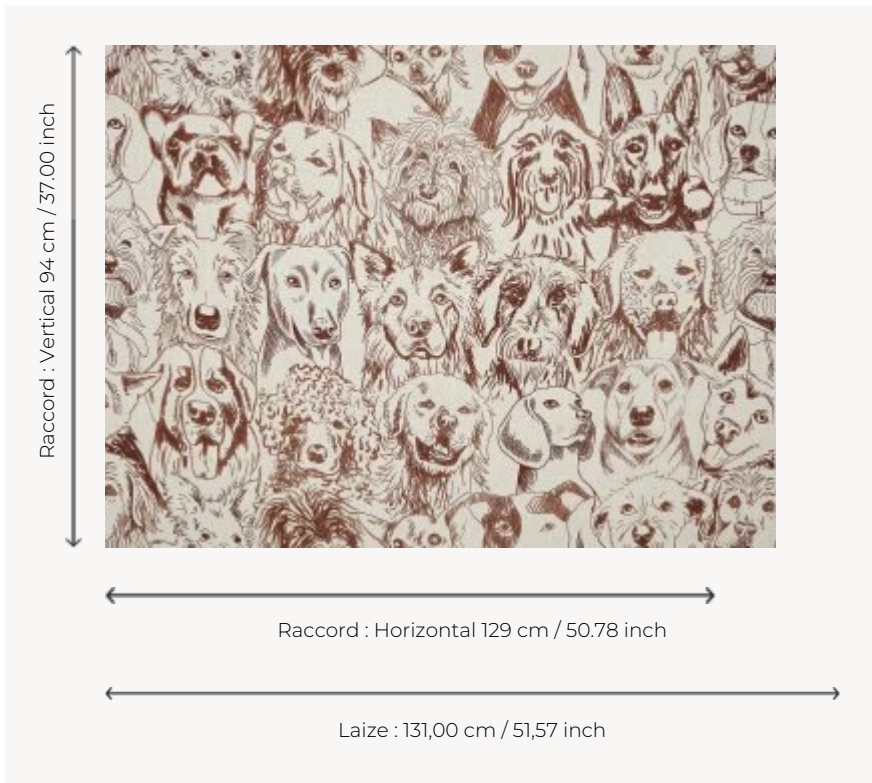 Raccord : Vertical 94 cm / 37.00 inch
Raccord : Horizontal 129 cm / 50.78 inch
Laize : 131,00 cm / 51,57 inch